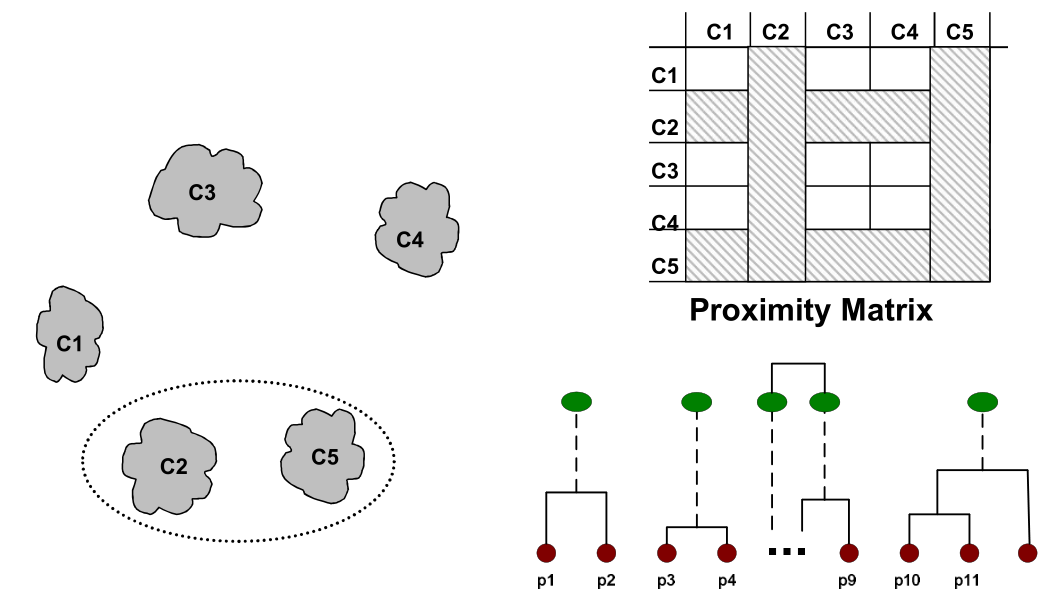 C1 C2 C3 C4 C5
C1
C2
C3
C4
C5
Proximity Matrix
C3
C4
C1
C2
C5
...
p1 p2 p3 p4 p9 p10 p11